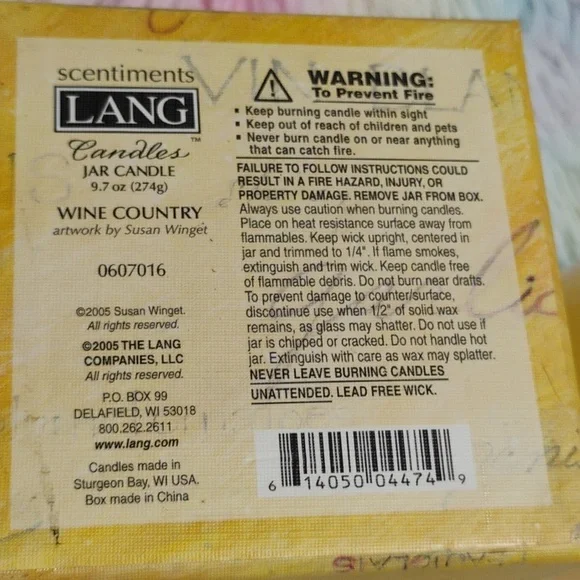 scentiments
LANG
Candles™
JAR CANDLE
9.7 oz (274g)
WINE COUNTRY
artwork by Susan Winget
0607016
©2005 Susan Winget.
All rights reserved.
©2005 THE LANG
COMPANIES, LLC
All rights reserved.
P.O. BOX 99
DELAFIELD, WI 53018
800.262.2611
www.lang.com
Candles made in
Sturgeon Bay, WI USA.
Box made in China
WARNING:
To Prevent Fire
▪ Keep burning candle within sight
▪ Keep out of reach of children and pets
▪ Never burn candle on or near anything
that can catch fire.
FAILURE TO FOLLOW INSTRUCTIONS COULD
RESULT IN A FIRE HAZARD, INJURY, OR
PROPERTY DAMAGE. REMOVE JAR FROM BOX.
Always use caution when burning candles.
Place on heat resistance surface away from
flammables. Keep wick upright, centered in
jar and trimmed to 1/4". If flame smokes,
extinguish and trim wick. Keep candle free
of flammable debris. Do not burn near drafts.
To prevent damage to counter/surface,
discontinue use when 1/2" of solid wax
remains, as glass may shatter. Do not use if
jar is chipped or cracked. Do not handle hot
jar. Extinguish with care as wax may splatter.
NEVER LEAVE BURNING CANDLES
UNATTENDED. LEAD FREE WICK.
6 14050 04474 9